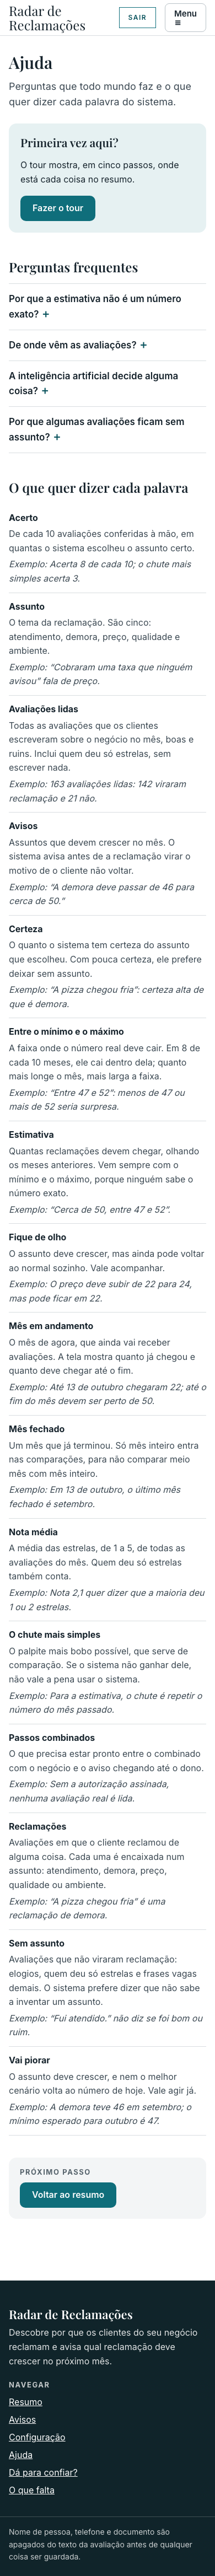 Radar de
Reclamações
SAIR
Menu
≡
Ajuda
Perguntas que todo mundo faz e o que
quer dizer cada palavra do sistema.
Primeira vez aqui?
O tour mostra, em cinco passos, onde
está cada coisa no resumo.
Fazer o tour
Perguntas frequentes
Por que a estimativa não é um número
exato? +
De onde vêm as avaliações? +
A inteligência artificial decide alguma
coisa? +
Por que algumas avaliações ficam sem
assunto? +
O que quer dizer cada palavra
Acerto
De cada 10 avaliações conferidas à mão, em
quantas o sistema escolheu o assunto certo.
Exemplo: Acerta 8 de cada 10; o chute mais
simples acerta 3.
Assunto
O tema da reclamação. São cinco:
atendimento, demora, preço, qualidade e
ambiente.
Exemplo: “Cobraram uma taxa que ninguém
avisou” fala de preço.
Avaliações lidas
Todas as avaliações que os clientes
escreveram sobre o negócio no mês, boas e
ruins. Inclui quem deu só estrelas, sem
escrever nada.
Exemplo: 163 avaliações lidas: 142 viraram
reclamação e 21 não.
Avisos
Assuntos que devem crescer no mês. O
sistema avisa antes de a reclamação virar o
motivo de o cliente não voltar.
Exemplo: “A demora deve passar de 46 para
cerca de 50.”
Certeza
O quanto o sistema tem certeza do assunto
que escolheu. Com pouca certeza, ele prefere
deixar sem assunto.
Exemplo: “A pizza chegou fria”: certeza alta de
que é demora.
Entre o mínimo e o máximo
A faixa onde o número real deve cair. Em 8 de
cada 10 meses, ele cai dentro dela; quanto
mais longe o mês, mais larga a faixa.
Exemplo: “Entre 47 e 52”: menos de 47 ou
mais de 52 seria surpresa.
Estimativa
Quantas reclamações devem chegar, olhando
os meses anteriores. Vem sempre com o
mínimo e o máximo, porque ninguém sabe o
número exato.
Exemplo: “Cerca de 50, entre 47 e 52”.
Fique de olho
O assunto deve crescer, mas ainda pode voltar
ao normal sozinho. Vale acompanhar.
Exemplo: O preço deve subir de 22 para 24,
mas pode ficar em 22.
Mês em andamento
O mês de agora, que ainda vai receber
avaliações. A tela mostra quanto já chegou e
quanto deve chegar até o fim.
Exemplo: Até 13 de outubro chegaram 22; até o
fim do mês devem ser perto de 50.
Mês fechado
Um mês que já terminou. Só mês inteiro entra
nas comparações, para não comparar meio
mês com mês inteiro.
Exemplo: Em 13 de outubro, o último mês
fechado é setembro.
Nota média
A média das estrelas, de 1 a 5, de todas as
avaliações do mês. Quem deu só estrelas
também conta.
Exemplo: Nota 2,1 quer dizer que a maioria deu
1 ou 2 estrelas.
O chute mais simples
O palpite mais bobo possível, que serve de
comparação. Se o sistema não ganhar dele,
não vale a pena usar o sistema.
Exemplo: Para a estimativa, o chute é repetir o
número do mês passado.
Passos combinados
O que precisa estar pronto entre o combinado
com o negócio e o aviso chegando até o dono.
Exemplo: Sem a autorização assinada,
nenhuma avaliação real é lida.
Reclamações
Avaliações em que o cliente reclamou de
alguma coisa. Cada uma é encaixada num
assunto: atendimento, demora, preço,
qualidade ou ambiente.
Exemplo: “A pizza chegou fria” é uma
reclamação de demora.
Sem assunto
Avaliações que não viraram reclamação:
elogios, quem deu só estrelas e frases vagas
demais. O sistema prefere dizer que não sabe
a inventar um assunto.
Exemplo: “Fui atendido.” não diz se foi bom ou
ruim.
Vai piorar
O assunto deve crescer, e nem o melhor
cenário volta ao número de hoje. Vale agir já.
Exemplo: A demora teve 46 em setembro; o
mínimo esperado para outubro é 47.
PRÓXIMO PASSO
Voltar ao resumo
Radar de Reclamações
Descobre por que os clientes do seu negócio
reclamam e avisa qual reclamação deve
crescer no próximo mês.
NAVEGAR
Resumo
Avisos
Configuração
Ajuda
Dá para confiar?
O que falta
Nome de pessoa, telefone e documento são
apagados do texto da avaliação antes de qualquer
coisa ser guardada.